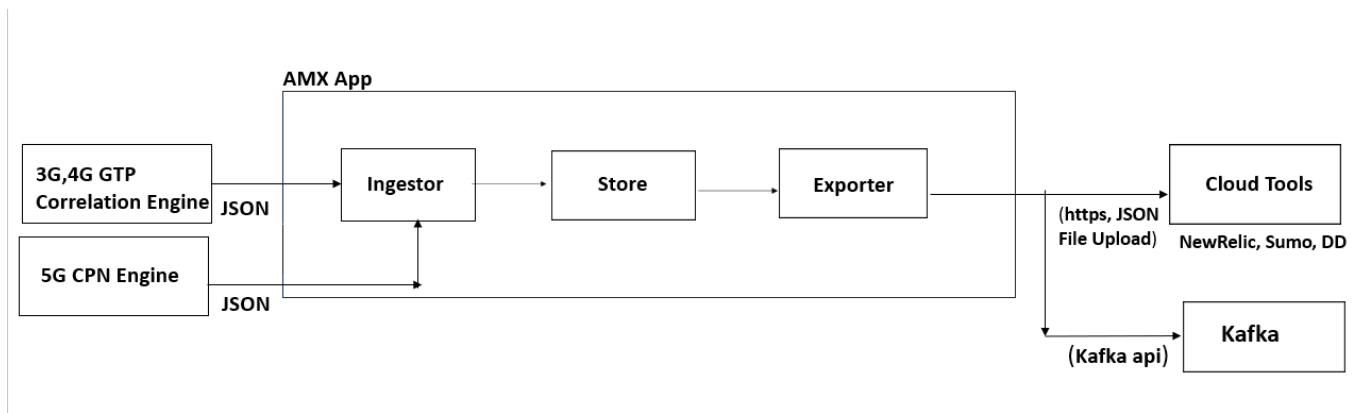 AMX App
3G,4G GTP
Correlation Engine
JSON
5G CPN Engine
JSON
Ingestor
Store
Exporter
(https, JSON
File Upload)
Cloud Tools
NewRelic, Sumo, DD
(Kafka api)
Kafka